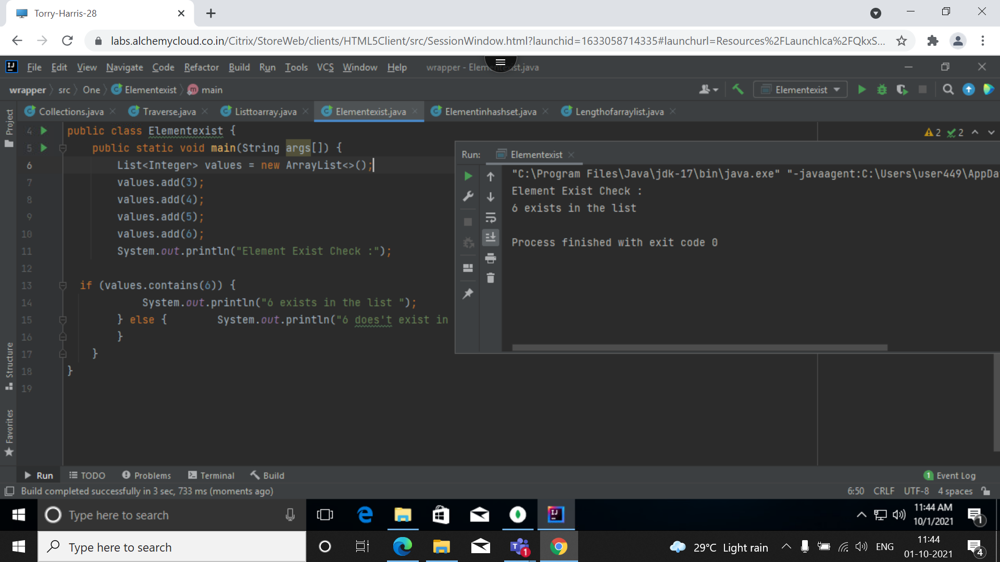 Torry-Harris-28
labs.alchemycloud.co.in/Citrix/StoreWeb/clients/HTML5Client/src/SessionWindow.html?launchid=1633058714335#launchurl=Resources%2FLaunchIca%2FQkxS...
File Edit View Navigate Code Refactor Build Run Tools VCS Window Help wrapper - Elementexist.java
wrapper src One Elementexist main Elementexist
Collections.java Traverse.java Listtoarray.java Elementexist.java Elementinhashset.java Lengthofarraylist.java
Project
Structure
Favorites
2 2
4 public class Elementexist {
5 public static void main(String args[]) {
6 List<Integer> values = new ArrayList<>();
7 values.add(3);
8 values.add(4);
9 values.add(5);
10 values.add(6);
11 System.out.println("Element Exist Check :");
12
13 if (values.contains(6)) {
14 System.out.println("6 exists in the list ");
15 } else { System.out.println("6 does't exist in
16 }
17 }
18 }
19
Run: Elementexist
"C:\Program Files\Java\jdk-17\bin\java.exe" "-javaagent:C:\Users\user449\AppDa
Element Exist Check :
6 exists in the list
Process finished with exit code 0
Run TODO Problems Terminal Build 1 Event Log
Build completed successfully in 3 sec, 733 ms (moments ago) 6:50 CRLF UTF-8 4 spaces
Type here to search 11:44 AM
10/1/2021 1
Type here to search 1 29°C Light rain ENG 11:44
01-10-2021 4